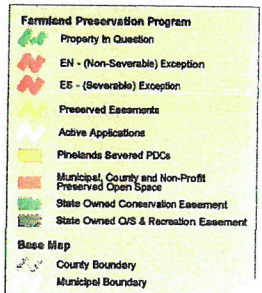 Farmland Preservation Program
Property In Question
EN - (Non-Severable) Exception
ES - (Severable) Exception
Preserved Easements
Active Applications
Pinelands Severed PDCs
Municipal, County and Non-Profit
Preserved Open Space
State Owned Conservation Easement
State Owned O/S & Recreation Easement
Base Map
County Boundary
Municipal Boundary